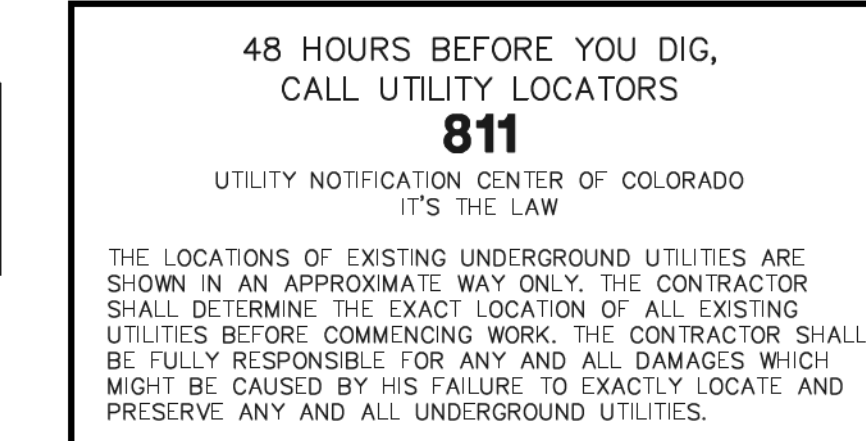 48 HOURS BEFORE YOU DIG,
CALL UTILITY LOCATORS
811
UTILITY NOTIFICATION CENTER OF COLORADO
IT'S THE LAW
THE LOCATIONS OF EXISTING UNDERGROUND UTILITIES ARE
SHOWN IN AN APPROXIMATE WAY ONLY. THE CONTRACTOR
SHALL DETERMINE THE EXACT LOCATION OF ALL EXISTING
UTILITIES BEFORE COMMENCING WORK. THE CONTRACTOR SHALL
BE FULLY RESPONSIBLE FOR ANY AND ALL DAMAGES WHICH
MIGHT BE CAUSED BY HIS FAILURE TO EXACTLY LOCATE AND
PRESERVE ANY AND ALL UNDERGROUND UTILITIES.